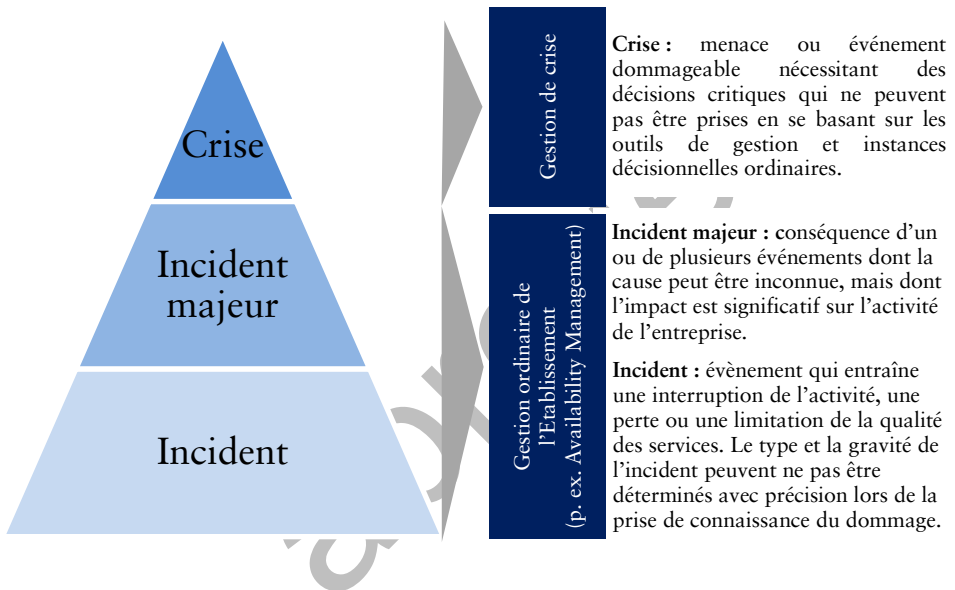 Crise
Incident
majeur
Incident
Gestion de crise
Gestion ordinaire de
l’Etablissement
(p. ex. Availability Management)
Crise : menace ou événement
dommageable nécessitant des
décisions critiques qui ne peuvent
pas être prises en se basant sur les
outils de gestion et instances
décisionnelles ordinaires.
Incident majeur : conséquence d’un
ou de plusieurs événements dont la
cause peut être inconnue, mais dont
l’impact est significatif sur l’activité
de l’entreprise.
Incident : évènement qui entraîne
une interruption de l’activité, une
perte ou une limitation de la qualité
des services. Le type et la gravité de
l’incident peuvent ne pas être
déterminés avec précision lors de la
prise de connaissance du dommage.